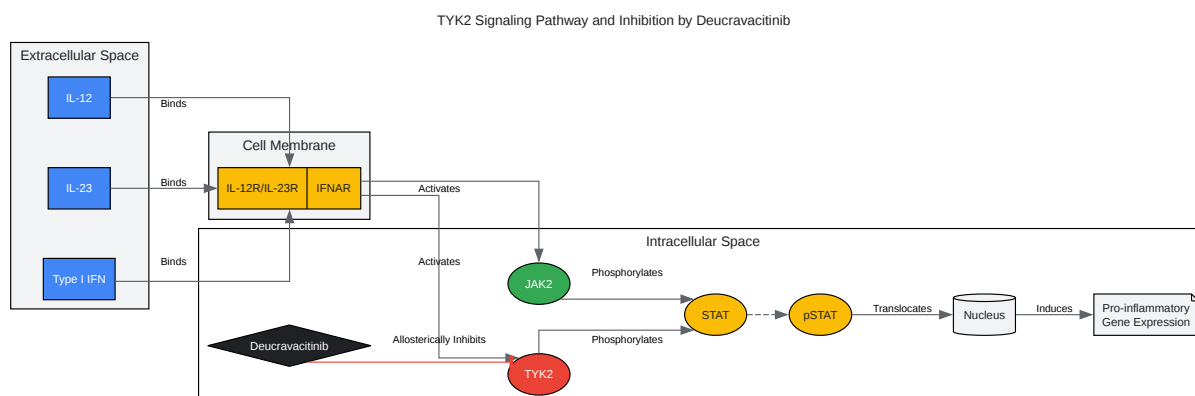 TYK2 Signaling Pathway and Inhibition by Deucravacitinib
Extracellular Space
IL-12
Binds
Cell Membrane
IL-23
Binds
IL-12R/IL-23R
IFNAR
Activates
Intracellular Space
Type I IFN
Binds
Activates
JAK2
Phosphorylates
STAT
pSTAT
Translocates
Nucleus
Induces
Pro-inflammatory
Gene Expression
Deucravacitinib
Allosterically Inhibits
Phosphorylates
TYK2